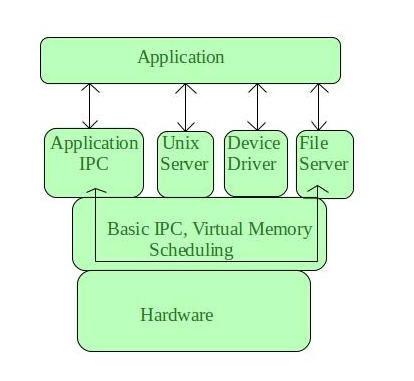 Application
Application
IPC
Unix
Server
Device
Driver
File
Server
Basic IPC, Virtual Memory
Scheduling
Hardware